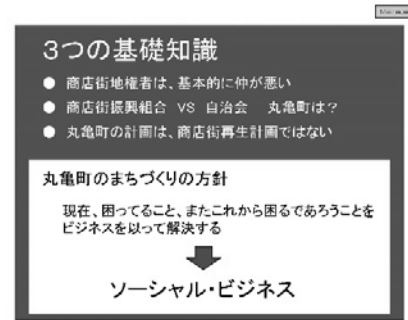 3つの基礎知識
● 商店街地権者は、基本的に仲が悪い
● 商店街振興組合 VS 自治会 丸亀町は？
● 丸亀町の計画は、商店街再生計画ではない
丸亀町のまちづくりの方針
現在、困ってること、またこれから困るであろうことを
ビジネスを以って解決する
ソーシャル・ビジネス